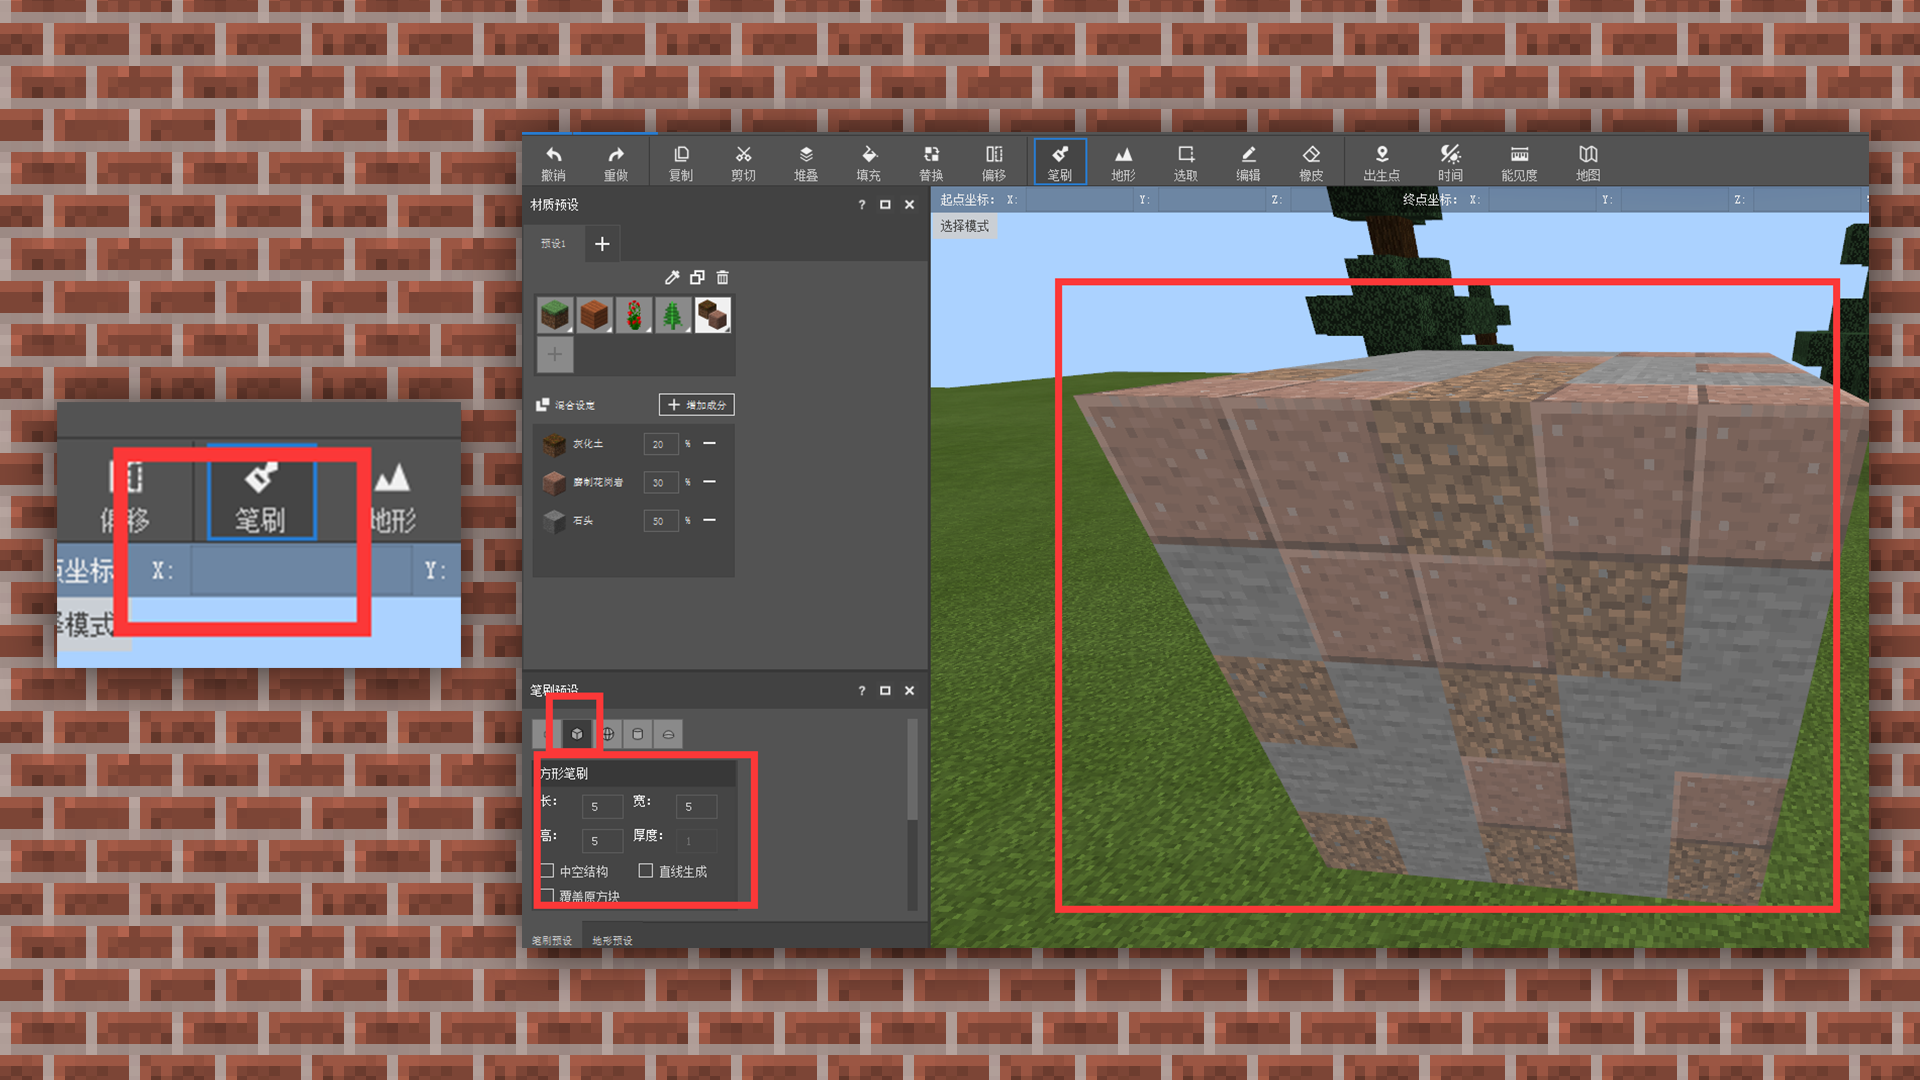 撤销 重做 复制 剪切 堆叠 填充 替换 偏移 笔刷 地形 选取 编辑 橡皮 出生点 时间 能见度 地图
材质预设 ?
起点坐标: X: Y: Z: 终点坐标: X: Y: Z:
选择模式
预设1 +
混合设定 + 增加成分
灰化土 20 %
磨制花岗岩 30 %
石头 50 %
笔刷预设 ?
方形笔刷
长: 5 宽: 5
高: 5 厚度: 1
中空结构 直线生成
覆盖原方块
笔刷预设 地形预设
偏移 笔刷 地形
坐标 X: Y:
择模式